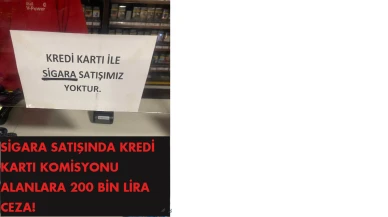 KREDİ KARTI İLE
SİGARA SATIŞIMIZ
YOKTUR.
SİGARA SATIŞINDA KREDİ
KARTI KOMİSYONU
ALANLARA 200 BİN LİRA
CEZA!